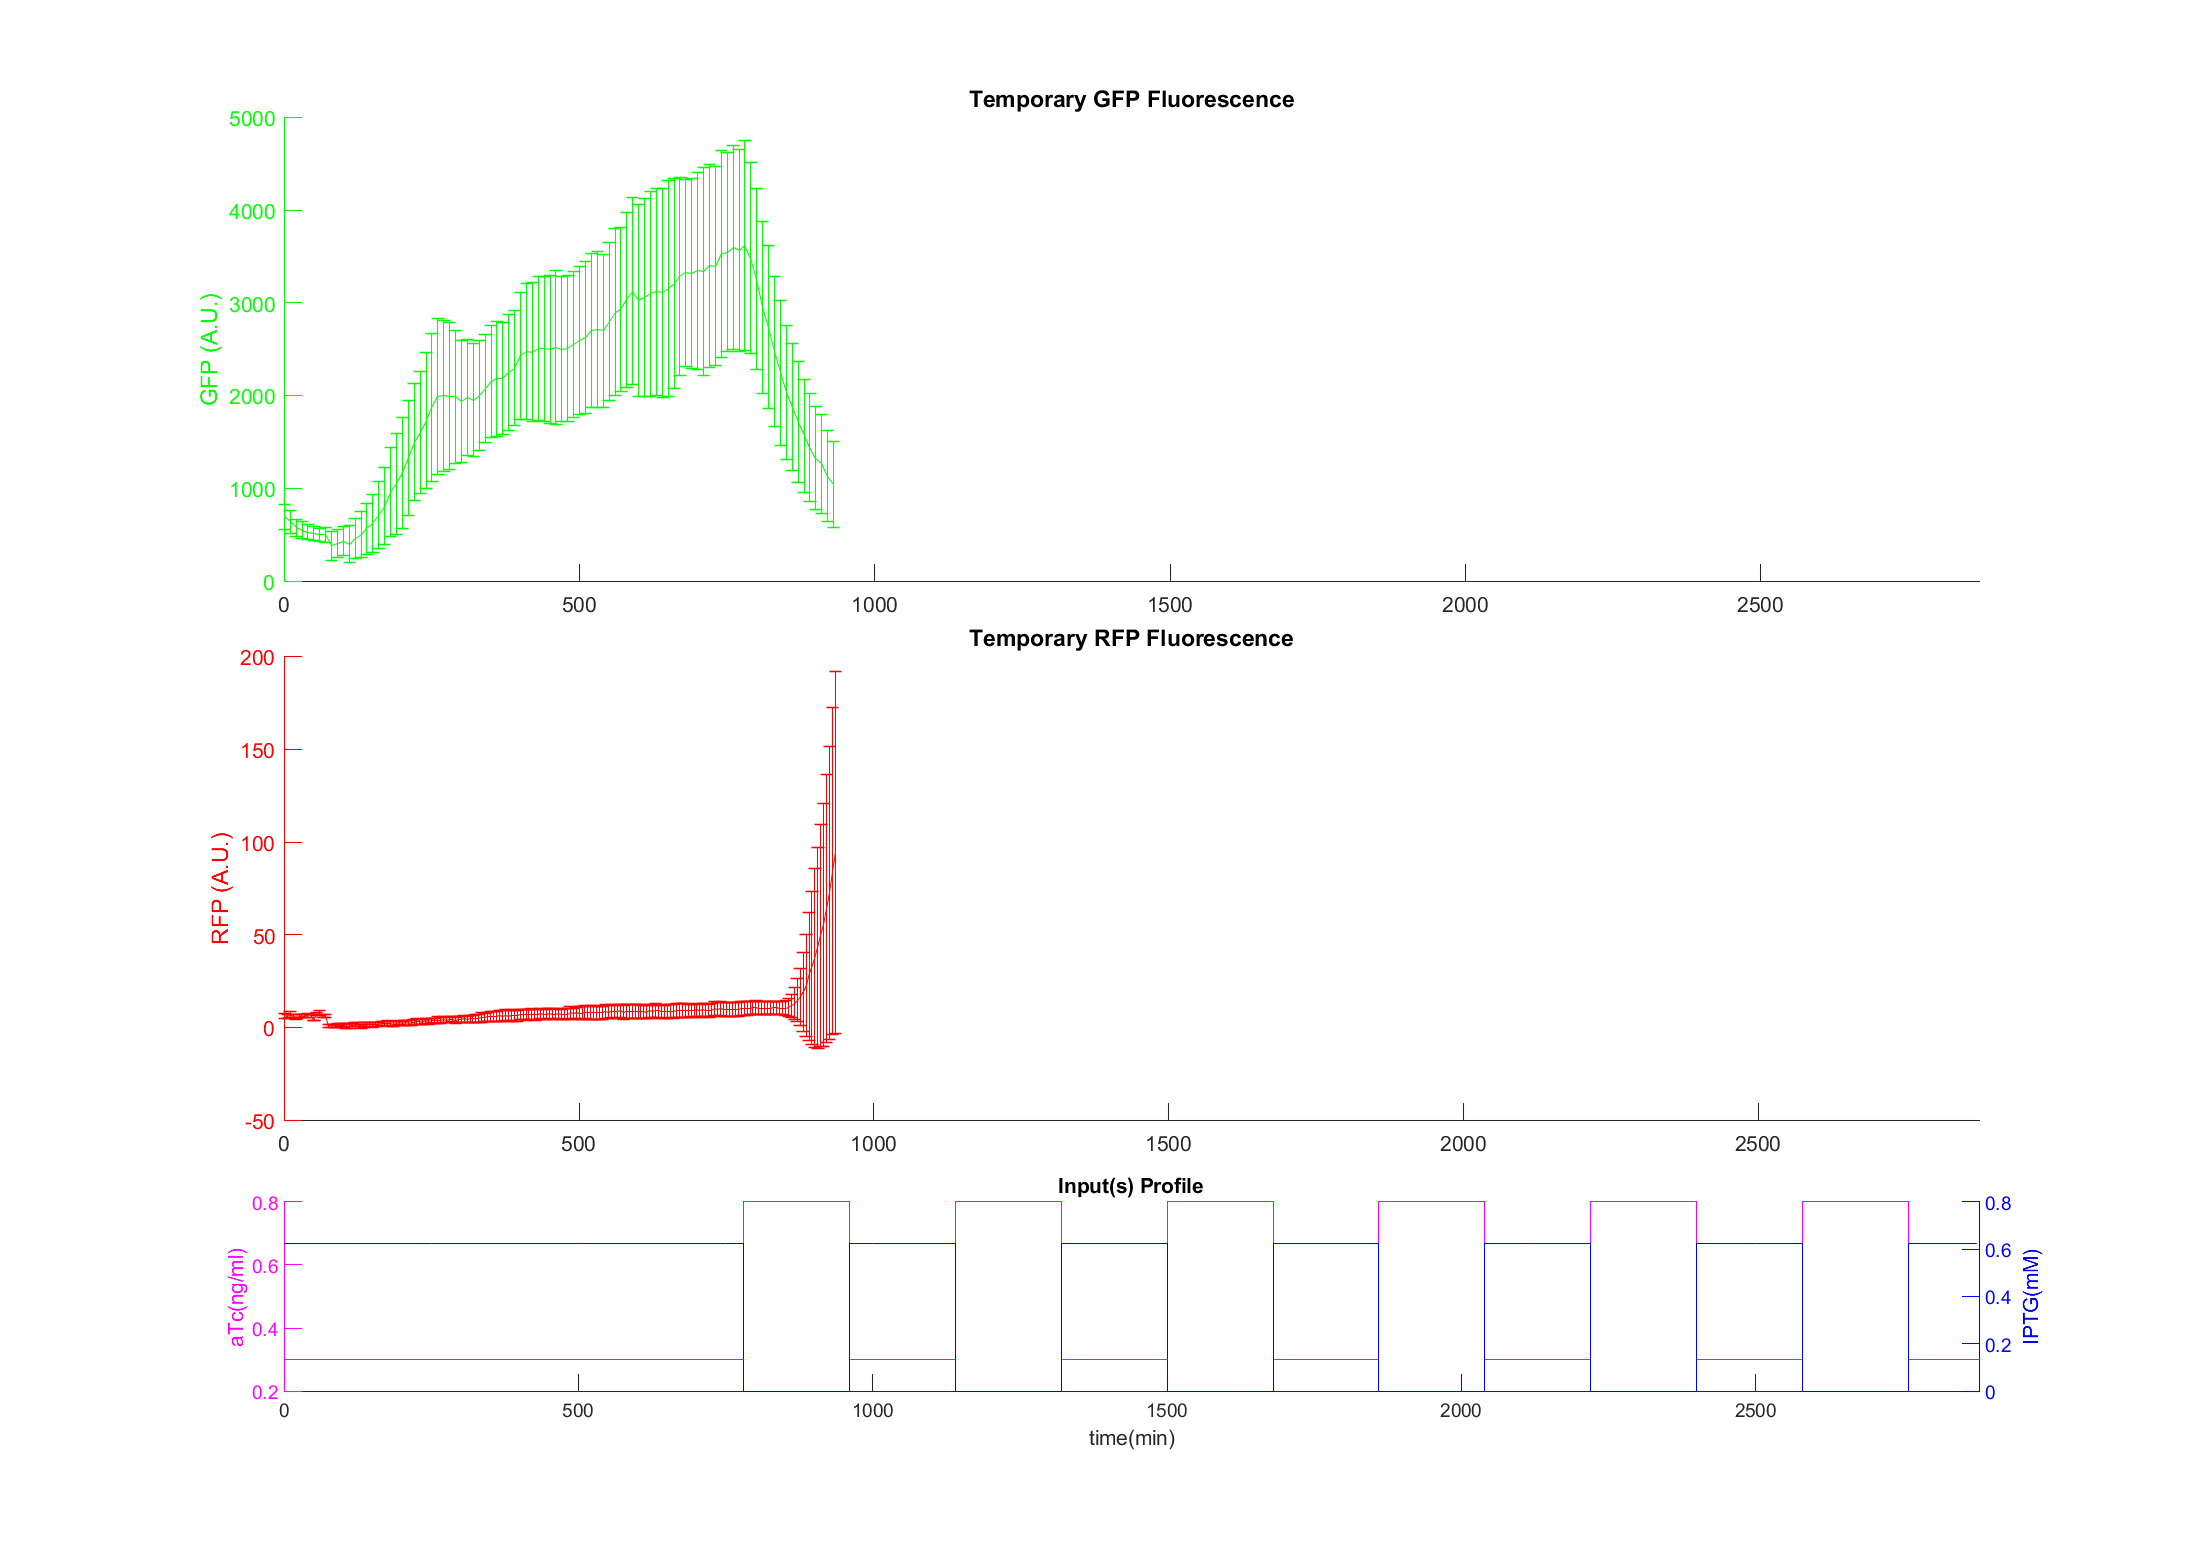 Temporary GFP Fluorescence
5000
4000
3000
2000
1000
0
GFP (A.U.)
0 500 1000 1500 2000 2500
Temporary RFP Fluorescence
200
150
100
50
0
-50
RFP (A.U.)
0 500 1000 1500 2000 2500
Input(s) Profile
0.8
0.6
0.4
0.2
aTc(ng/ml)
0.8
0.6
0.4
0.2
0
IPTG(mM)
0 500 1000 1500 2000 2500
time(min)